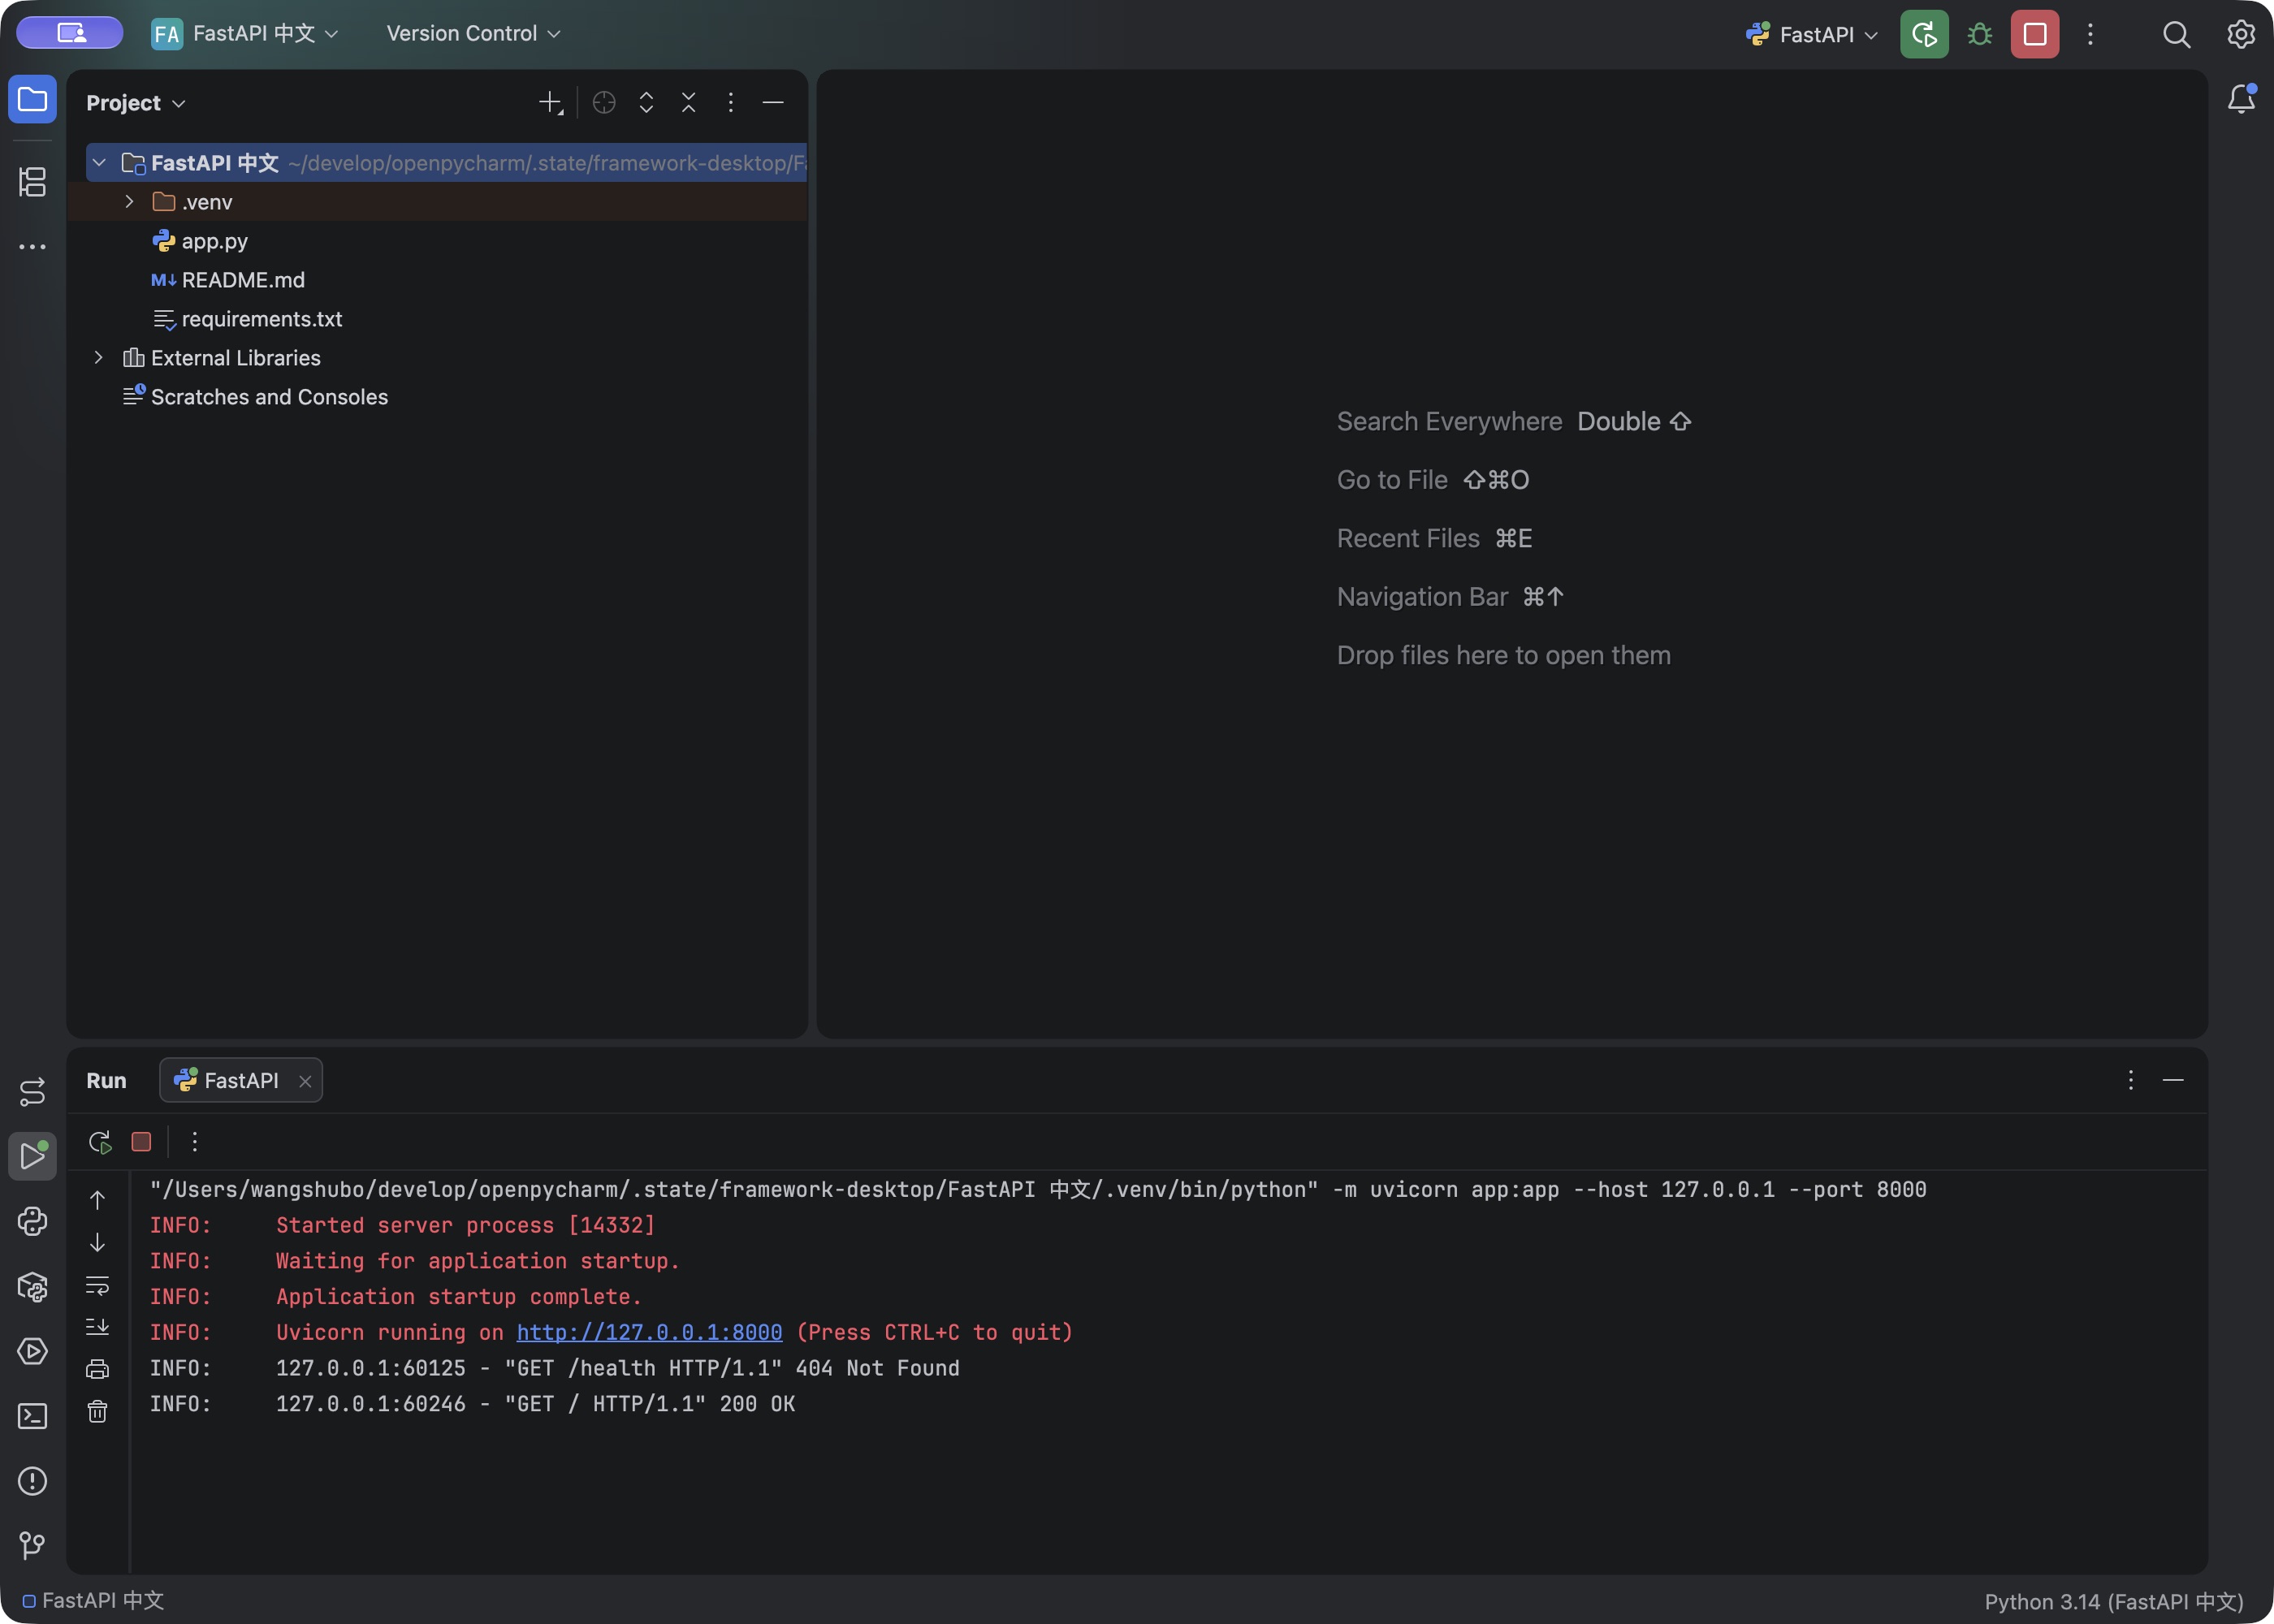 FA FastAPI 中文 Version Control FastAPI
Project
FastAPI 中文 ~/develop/openpycharm/.state/framework-desktop/F
.venv
app.py
M↓ README.md
requirements.txt
External Libraries
Scratches and Consoles
Search Everywhere Double ⇧
Go to File ⇧⌘O
Recent Files ⌘E
Navigation Bar ⌘↑
Drop files here to open them
Run FastAPI
"/Users/wangshubo/develop/openpycharm/.state/framework-desktop/FastAPI 中文/.venv/bin/python" -m uvicorn app:app --host 127.0.0.1 --port 8000
INFO: Started server process [14332]
INFO: Waiting for application startup.
INFO: Application startup complete.
INFO: Uvicorn running on http://127.0.0.1:8000 (Press CTRL+C to quit)
INFO: 127.0.0.1:60125 - "GET /health HTTP/1.1" 404 Not Found
INFO: 127.0.0.1:60246 - "GET / HTTP/1.1" 200 OK
FastAPI 中文 Python 3.14 (FastAPI 中文)